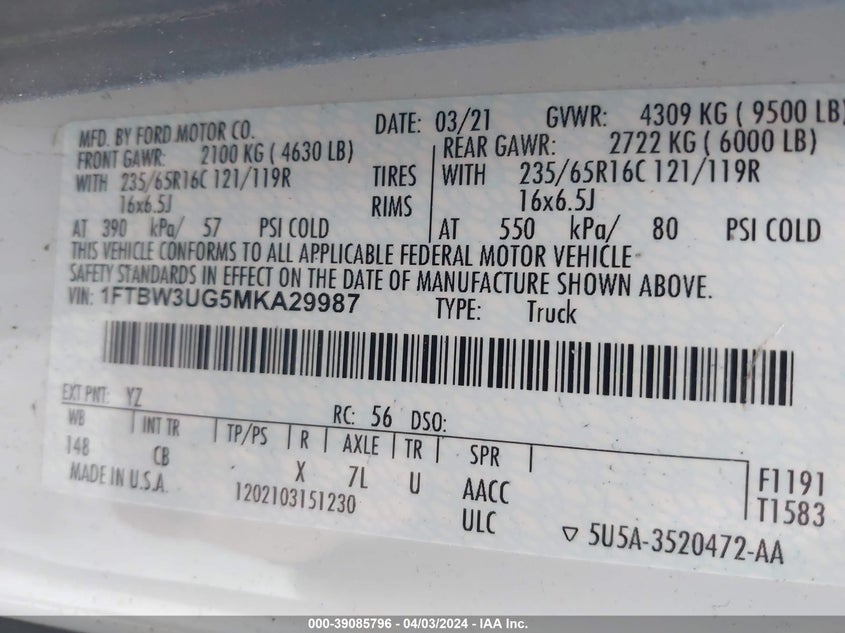 MFD. BY FORD MOTOR CO.
DATE: 03/21 GVWR: 4309 KG ( 9500 LB)
FRONT GAWR: 2100 KG ( 4630 LB) REAR GAWR: 2722 KG ( 6000 LB)
WITH 235/65R16C 121/119R TIRES WITH 235/65R16C 121/119R
16x6.5J RIMS 16x6.5J
AT 390 kPa/ 57 PSI COLD AT 550 kPa/ 80 PSI COLD
THIS VEHICLE CONFORMS TO ALL APPLICABLE FEDERAL MOTOR VEHICLE
SAFETY STANDARDS IN EFFECT ON THE DATE OF MANUFACTURE SHOWN ABOVE.
VIN: 1FTBW3UG5MKA29987 TYPE: Truck
EXT PNT: YZ RC: 56 DSO:
WB INT TR TP/PS R AXLE TR SPR
148 CB X 7L U AACC F1191
MADE IN U.S.A. 1202103151230 ULC T1583
▽ 5U5A-3520472-AA
000-39085796 - 04/03/2024 - IAA Inc.